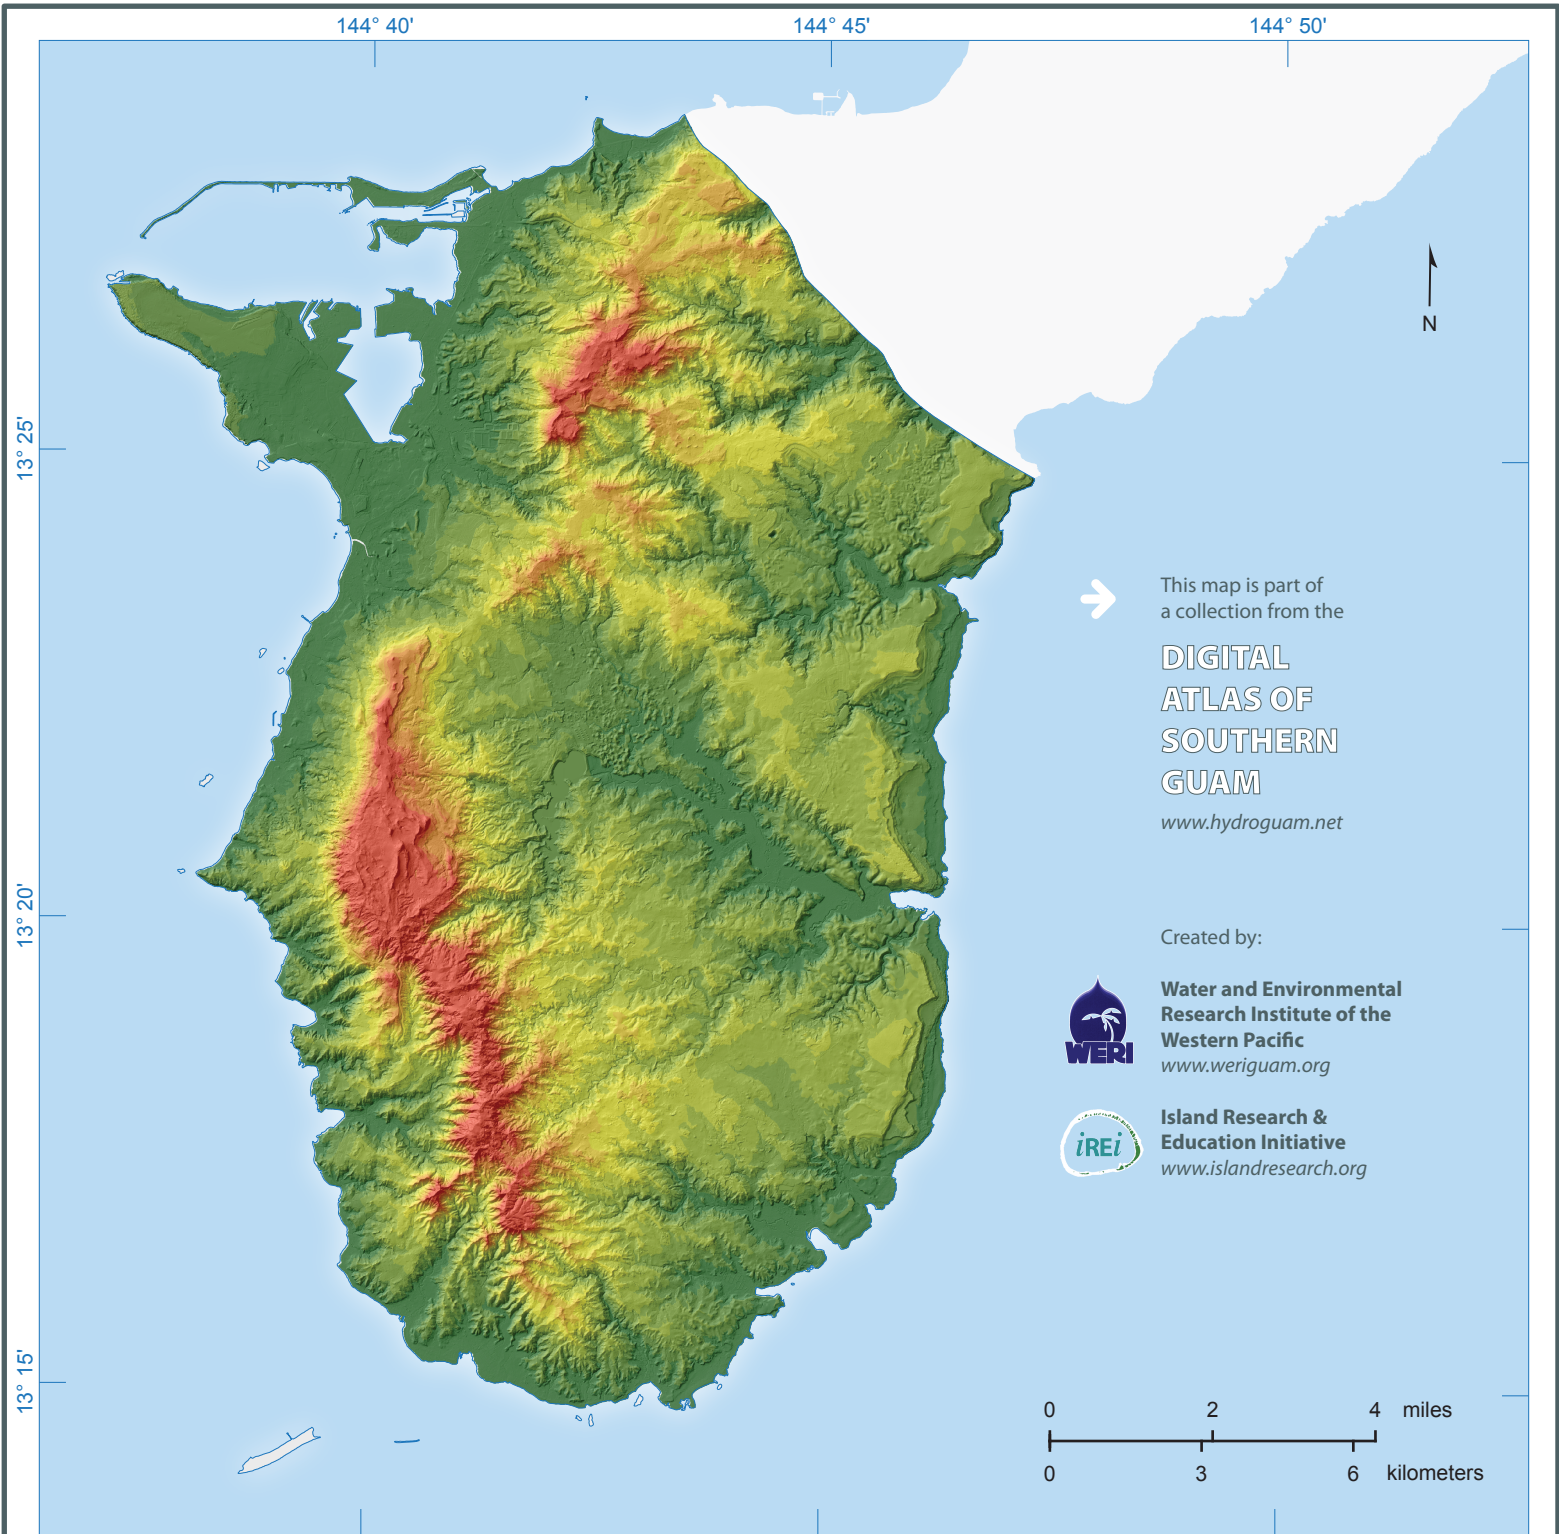 144° 40'
144° 45'
144° 50'
N
13° 25'
This map is part of
a collection from the
DIGITAL
ATLAS OF
SOUTHERN
GUAM
www.hydroguam.net
13° 20'
Created by:
WERI
Water and Environmental
Research Institute of the
Western Pacific
www.weriguam.org
iREi
Island Research &
Education Initiative
www.islandresearch.org
13° 15'
0 2 4 miles
0 3 6 kilometers